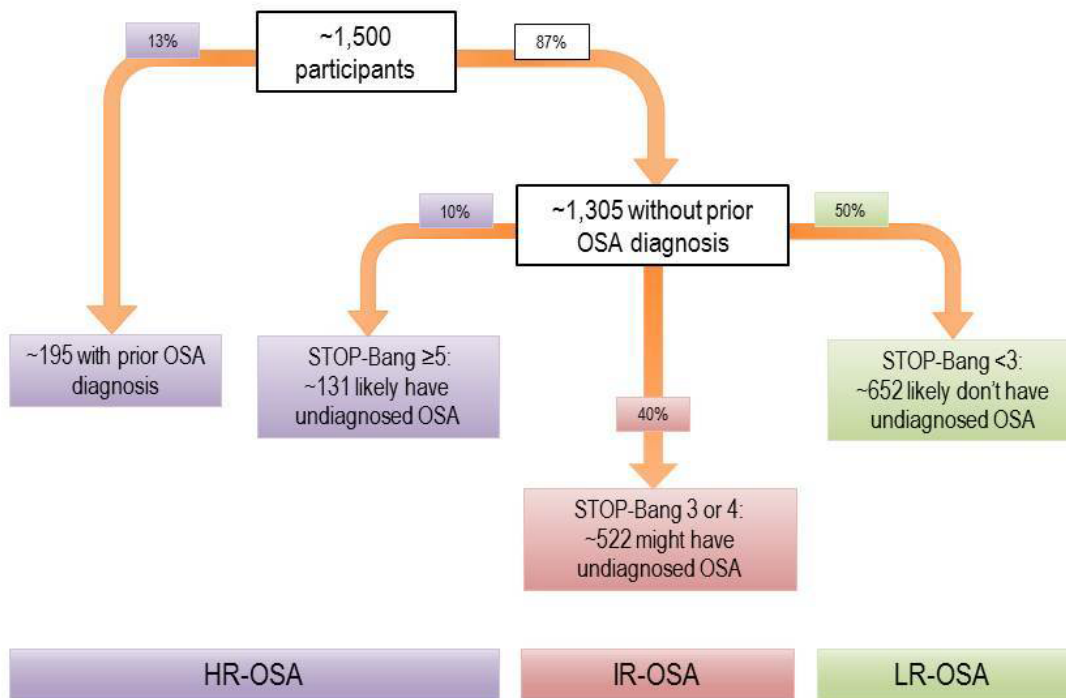 13%
~1,500
participants
87%
10%
~1,305 without prior
OSA diagnosis
50%
~195 with prior OSA
diagnosis
STOP-Bang ≥5:
~131 likely have
undiagnosed OSA
STOP-Bang <3:
~652 likely don't have
undiagnosed OSA
40%
STOP-Bang 3 or 4:
~522 might have
undiagnosed OSA
HR-OSA
IR-OSA
LR-OSA